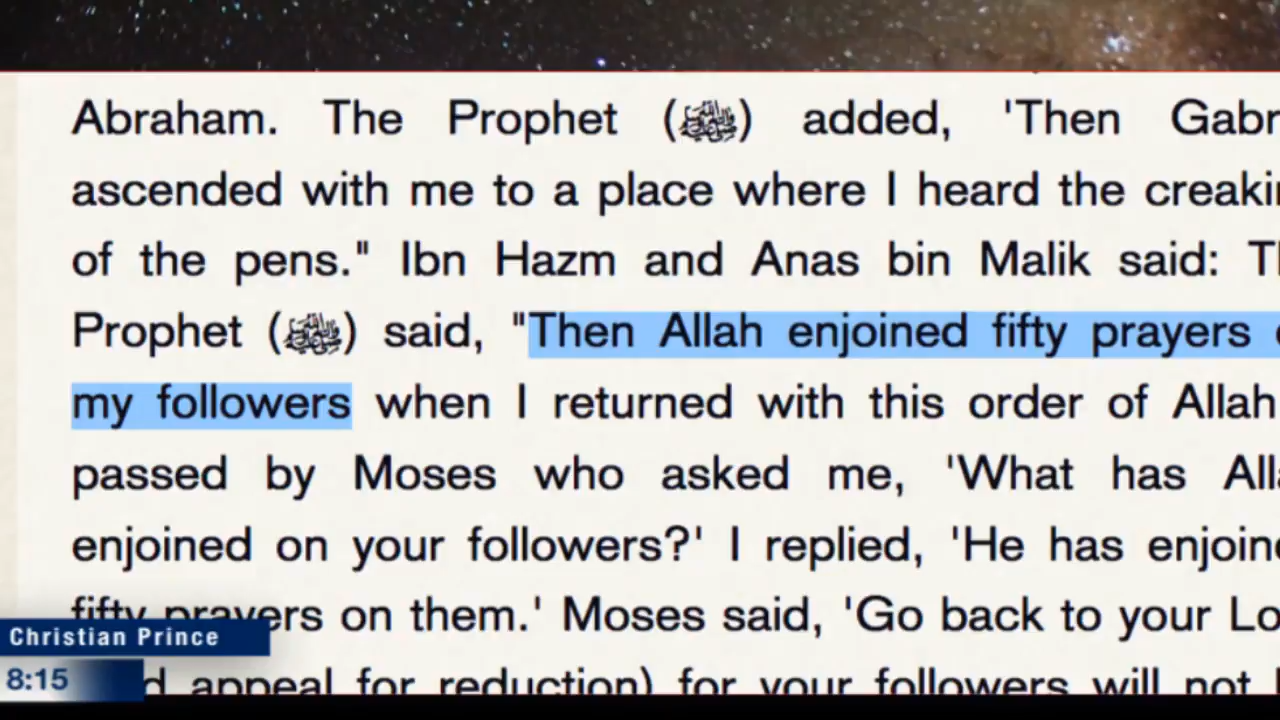 Abraham. The Prophet (ﷺ) added, 'Then
ascended with me to a place where I heard the
of the pens." Ibn Hazm and Anas bin Malik said:
Prophet (ﷺ) said, "Then Allah enjoined fifty prayers
my followers when I returned with this order of Allah
passed by Moses who asked me, 'What has
enjoined on your followers?' I replied, 'He has
fifty prayers on them.' Moses said, 'Go back to your
appeal for reduction) for your followers will not
Christian Prince
8:15